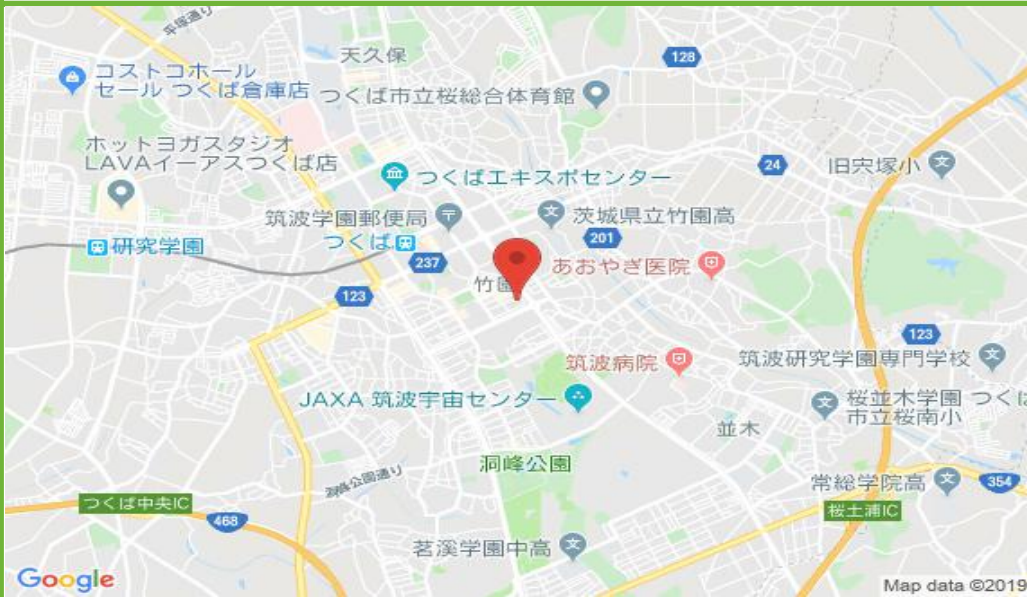 平塚通り
天久保
128
コストコホール
セール つくば倉庫店
つくば市立桜総合体育館
ホットヨガスタジオ
LAVAイーアスつくば店
24
旧宍塚小
つくばエキスポセンター
筑波学園郵便局
茨城県立竹園高
研究学園
つくば
201
237
あおやぎ医院
竹園
123
123
筑波病院
筑波研究学園専門学校
JAXA 筑波宇宙センター
桜並木学園 つくば
市立桜南小
並木
洞峰公園
洞峰公園通り
常総学院高
354
つくば中央IC
桜土浦IC
468
茗溪学園中高
Google
Map data ©2019